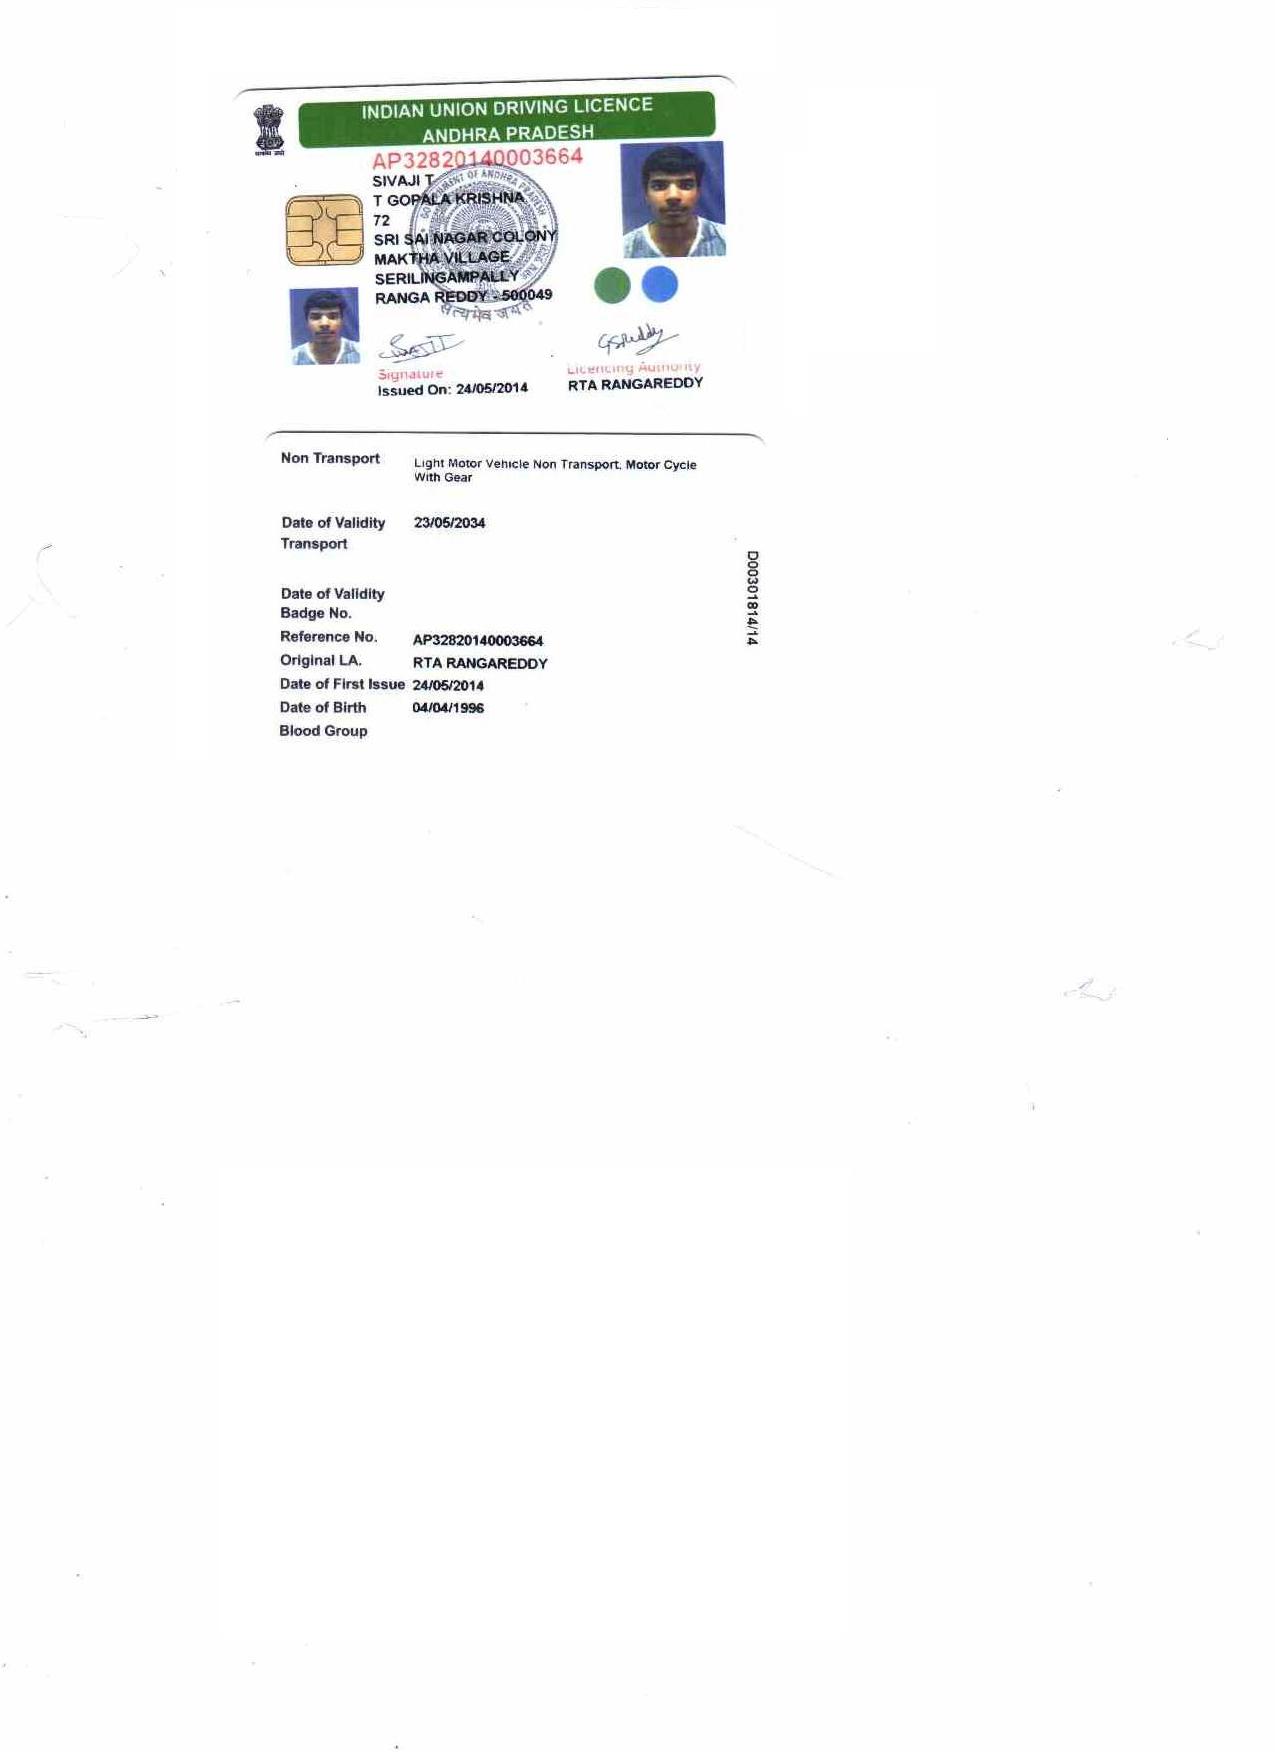 INDIAN UNION DRIVING LICENCE
ANDHRA PRADESH
AP32820140003664
SIVAJI T
T GOPALA KRISHNA
72
SRI SAI NAGAR COLONY
MAKTHA VILLAGE
SERILINGAMPALLY
RANGA REDDY - 500049
GOVERNMENT OF ANDHRA PRADESH
सत्यमेव जयते
Signature
Issued On: 24/05/2014
Licencing Authority
RTA RANGAREDDY
Non Transport Light Motor Vehicle Non Transport, Motor Cycle
With Gear
Date of Validity 23/05/2034
Transport
Date of Validity
Badge No.
Reference No. AP32820140003664
Original LA. RTA RANGAREDDY
Date of First Issue 24/05/2014
Date of Birth 04/04/1996
Blood Group
D00301814/14